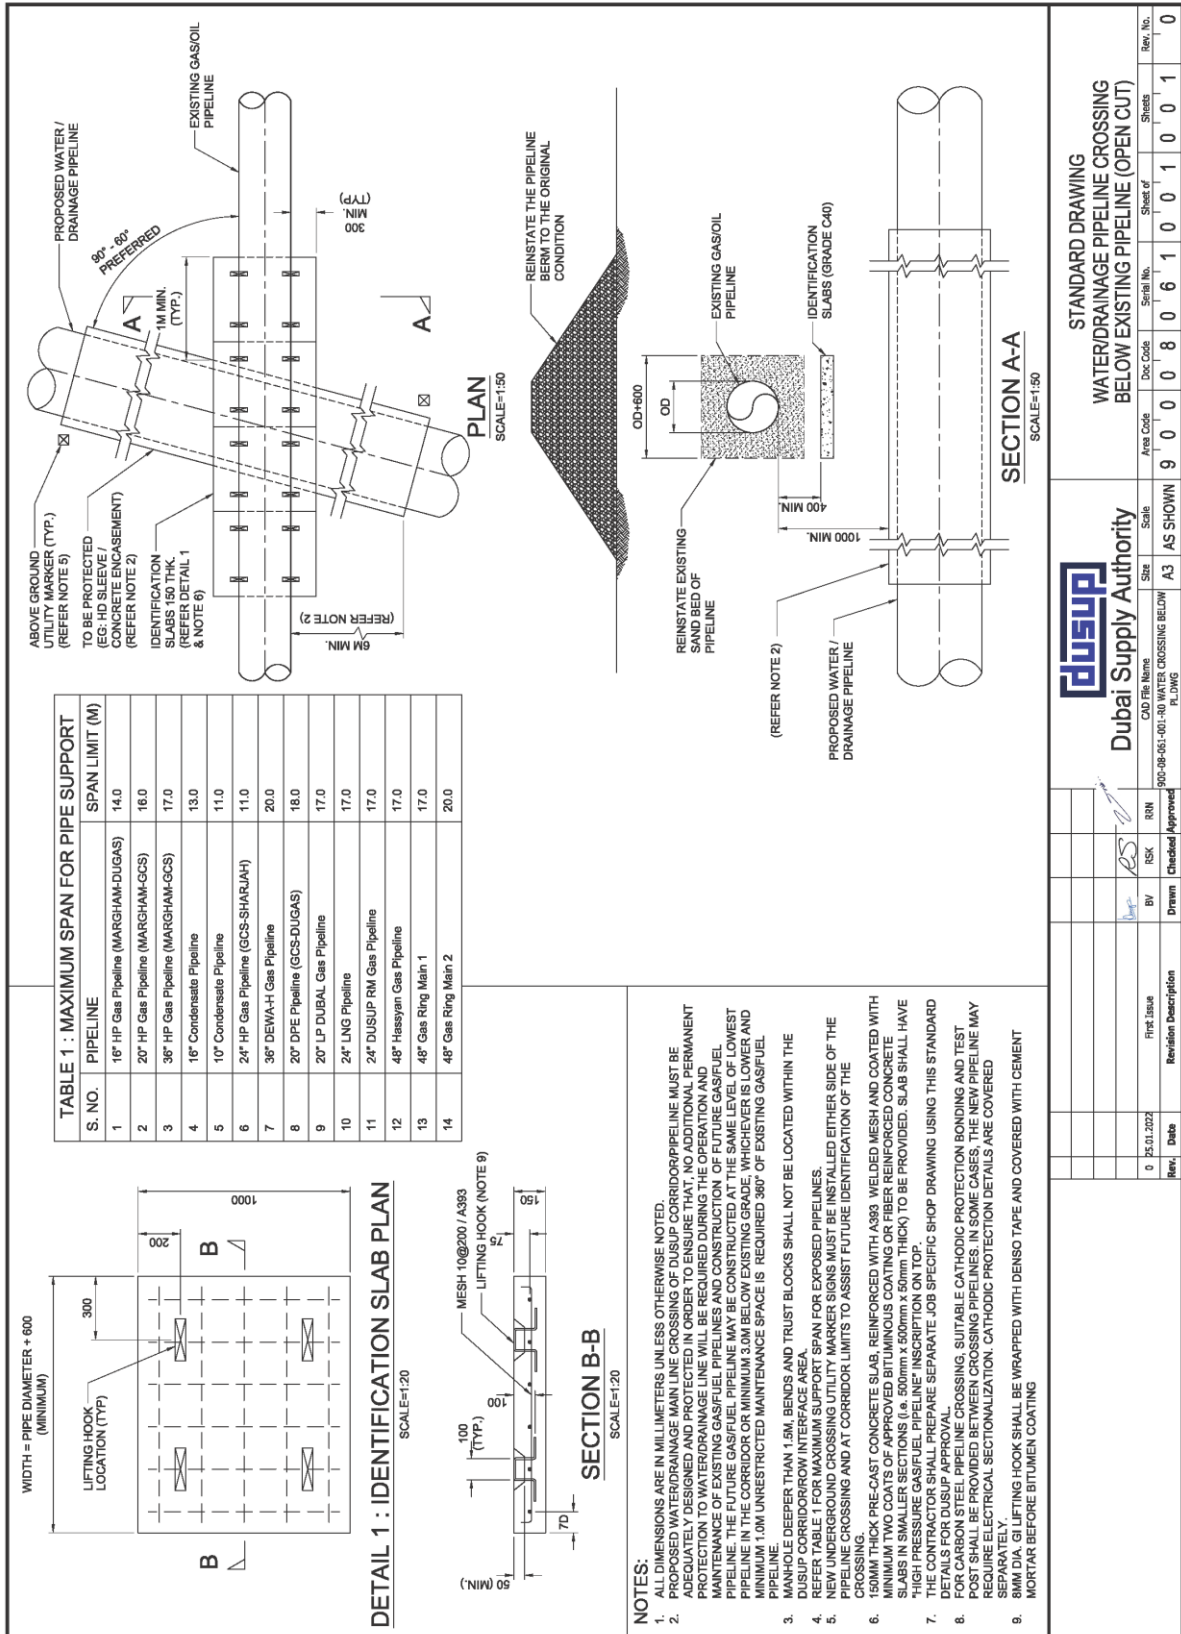 WIDTH = PIPE DIAMETER + 600
(MINIMUM)
LIFTING HOOK
LOCATION (TYP)
300
200
1000
B
B
DETAIL 1 : IDENTIFICATION SLAB PLAN
SCALE=1:20
50 (MIN.)
7D
100
(TYP.)
100
MESH 10@200 / A393
LIFTING HOOK (NOTE 9)
75
150
SECTION B-B
SCALE=1:20
TABLE 1 : MAXIMUM SPAN FOR PIPE SUPPORT
S. NO. PIPELINE SPAN LIMIT (M)
1 16" HP Gas Pipeline (MARGHAM-DUGAS) 14.0
2 20" HP Gas Pipeline (MARGHAM-GCS) 16.0
3 36" HP Gas Pipeline (MARGHAM-GCS) 17.0
4 16" Condensate Pipeline 13.0
5 10" Condensate Pipeline 11.0
6 24" HP Gas Pipeline (GCS-SHARJAH) 11.0
7 36" DEWA-H Gas Pipeline 20.0
8 20" DPE Pipeline (GCS-DUGAS) 18.0
9 20" LP DUBAL Gas Pipeline 17.0
10 24" LNG Pipeline 17.0
11 24" DUSUP RM Gas Pipeline 17.0
12 48" Hassyan Gas Pipeline 17.0
13 48" Gas Ring Main 1 17.0
14 48" Gas Ring Main 2 20.0
ABOVE GROUND
UTILITY MARKER (TYP.)
(REFER NOTE 5)
TO BE PROTECTED
(EG: HD SLEEVE /
CONCRETE ENCASEMENT)
(REFER NOTE 2)
IDENTIFICATION
SLABS 150 THK.
(REFER DETAIL 1
& NOTE 6)
6M MIN.
(REFER NOTE 2)
A
A
1M MIN.
(TYP.)
90° - 60°
PREFERRED
PROPOSED WATER /
DRAINAGE PIPELINE
EXISTING GAS/OIL
PIPELINE
300
MIN.
(TYP)
PLAN
SCALE=1:50
REINSTATE THE PIPELINE
BERM TO THE ORIGINAL
CONDITION
REINSTATE EXISTING
SAND BED OF
PIPELINE
OD+600
OD
EXISTING GAS/OIL
PIPELINE
IDENTIFICATION
SLABS (GRADE C40)
400 MIN.
1000 MIN.
(REFER NOTE 2)
PROPOSED WATER /
DRAINAGE PIPELINE
SECTION A-A
SCALE=1:50
NOTES:
1. ALL DIMENSIONS ARE IN MILLIMETERS UNLESS OTHERWISE NOTED.
2. PROPOSED WATER/DRAINAGE MAIN LINE CROSSING OF DUSUP CORRIDOR/PIPELINE MUST BE
ADEQUATELY DESIGNED AND PROTECTED IN ORDER TO ENSURE THAT, NO ADDITIONAL PERMANENT
PROTECTION TO WATER/DRAINAGE LINE WILL BE REQUIRED DURING THE OPERATION AND
MAINTENANCE OF EXISTING GAS/FUEL PIPELINES AND CONSTRUCTION OF FUTURE GAS/FUEL
PIPELINE. THE FUTURE GAS/FUEL PIPELINE MAY BE CONSTRUCTED AT THE SAME LEVEL OF LOWEST
PIPELINE IN THE CORRIDOR OR MINIMUM 3.0M BELOW EXISTING GRADE, WHICHEVER IS LOWER AND
MINIMUM 1.0M UNRESTRICTED MAINTENANCE SPACE IS REQUIRED 360° OF EXISTING GAS/FUEL
PIPELINE.
3. MANHOLE DEEPER THAN 1.5M, BENDS AND TRUST BLOCKS SHALL NOT BE LOCATED WITHIN THE
DUSUP CORRIDOR/ROW INTERFACE AREA.
4. REFER TABLE 1 FOR MAXIMUM SUPPORT SPAN FOR EXPOSED PIPELINES.
5. NEW UNDERGROUND CROSSING UTILITY MARKER SIGNS MUST BE INSTALLED EITHER SIDE OF THE
PIPELINE CROSSING AND AT CORRIDOR LIMITS TO ASSIST FUTURE IDENTIFICATION OF THE
CROSSING.
6. 150MM THICK PRE-CAST CONCRETE SLAB, REINFORCED WITH A393 WELDED MESH AND COATED WITH
MINIMUM TWO COATS OF APPROVED BITUMINOUS COATING OR FIBER REINFORCED CONCRETE
SLABS IN SMALLER SECTIONS (i.e. 500mm x 500mm x 50mm THICK) TO BE PROVIDED. SLAB SHALL HAVE
"HIGH PRESSURE GAS/FUEL PIPELINE" INSCRIPTION ON TOP.
7. THE CONTRACTOR SHALL PREPARE SEPARATE JOB SPECIFIC SHOP DRAWING USING THIS STANDARD
DETAILS FOR DUSUP APPROVAL.
8. FOR CARBON STEEL PIPELINE CROSSING, SUITABLE CATHODIC PROTECTION BONDING AND TEST
POST SHALL BE PROVIDED BETWEEN CROSSING PIPELINES. IN SOME CASES, THE NEW PIPELINE MAY
REQUIRE ELECTRICAL SECTIONALIZATION. CATHODIC PROTECTION DETAILS ARE COVERED
SEPARATELY.
9. 8MM DIA. GI LIFTING HOOK SHALL BE WRAPPED WITH DENSO TAPE AND COVERED WITH CEMENT
MORTAR BEFORE BITUMEN COATING
0 25.01.2022 First Issue BV RSK RRN
Rev. Date Revision Description Drawn Checked Approved
dusup
Dubai Supply Authority
CAD File Name Size Scale
900-08-061-001-R0 WATER CROSSING BELOW
PL.DWG
A3 AS SHOWN
STANDARD DRAWING
WATER/DRAINAGE PIPELINE CROSSING
BELOW EXISTING PIPELINE (OPEN CUT)
Area Code Doc Code Serial No. Sheet of Sheets Rev. No.
9 0 0 0 8 0 6 1 0 0 1 0 0 1 0